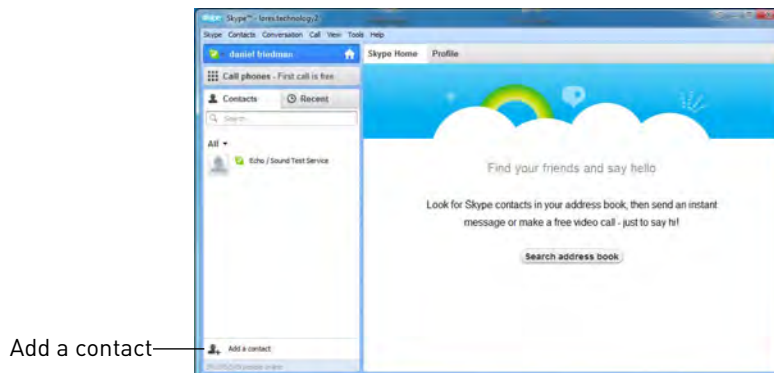 Skype™ - lorex.technology2
Skype Contacts Conversation Call View Tools Help
daniel friedman
Skype Home Profile
Call phones - First call is free
Contacts Recent
Search
All
Echo / Sound Test Service
Find your friends and say hello
Look for Skype contacts in your address book, then send an instant
message or make a free video call - just to say hi!
Search address book
Add a contact
Add a contact
people online